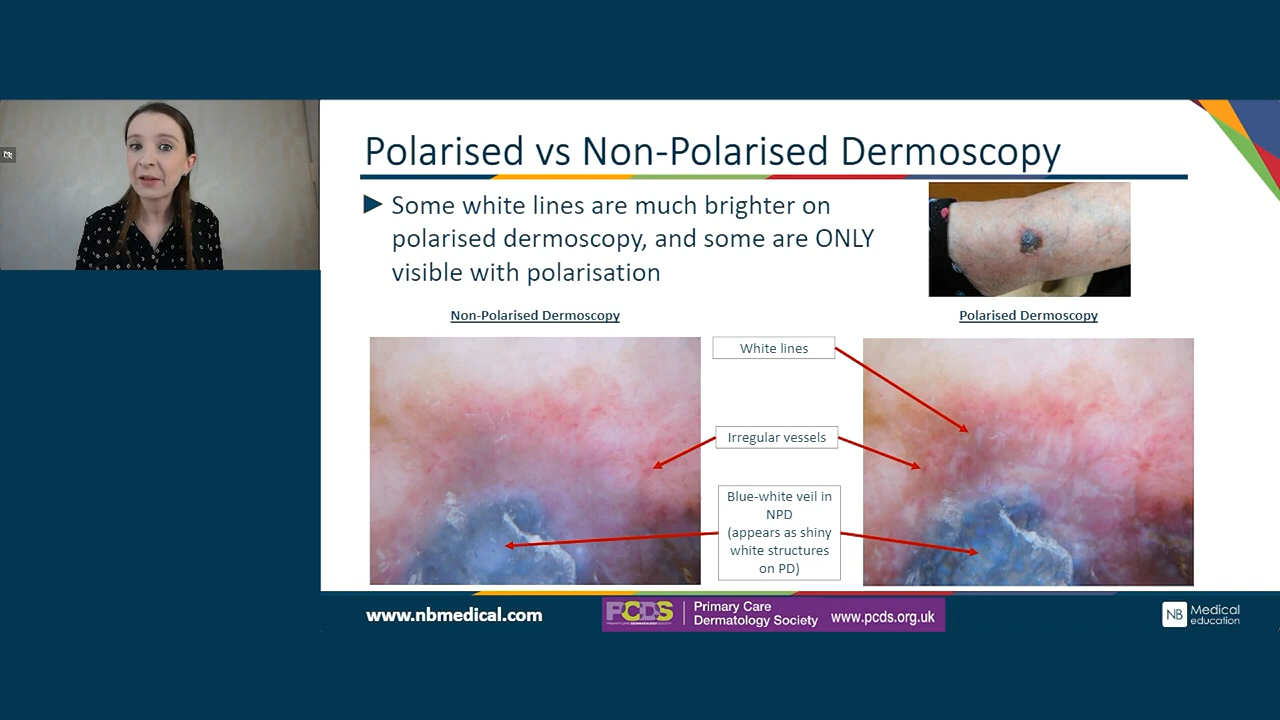 Polarised vs Non-Polarised Dermoscopy
Some white lines are much brighter on
polarised dermoscopy, and some are ONLY
visible with polarisation
Non-Polarised Dermoscopy
Polarised Dermoscopy
White lines
Irregular vessels
Blue-white veil in
NPD
(appears as shiny
white structures
on PD)
www.nbmedical.com
PCDS
Primary Care
Dermatology Society
www.pcds.org.uk
NB
Medical
education